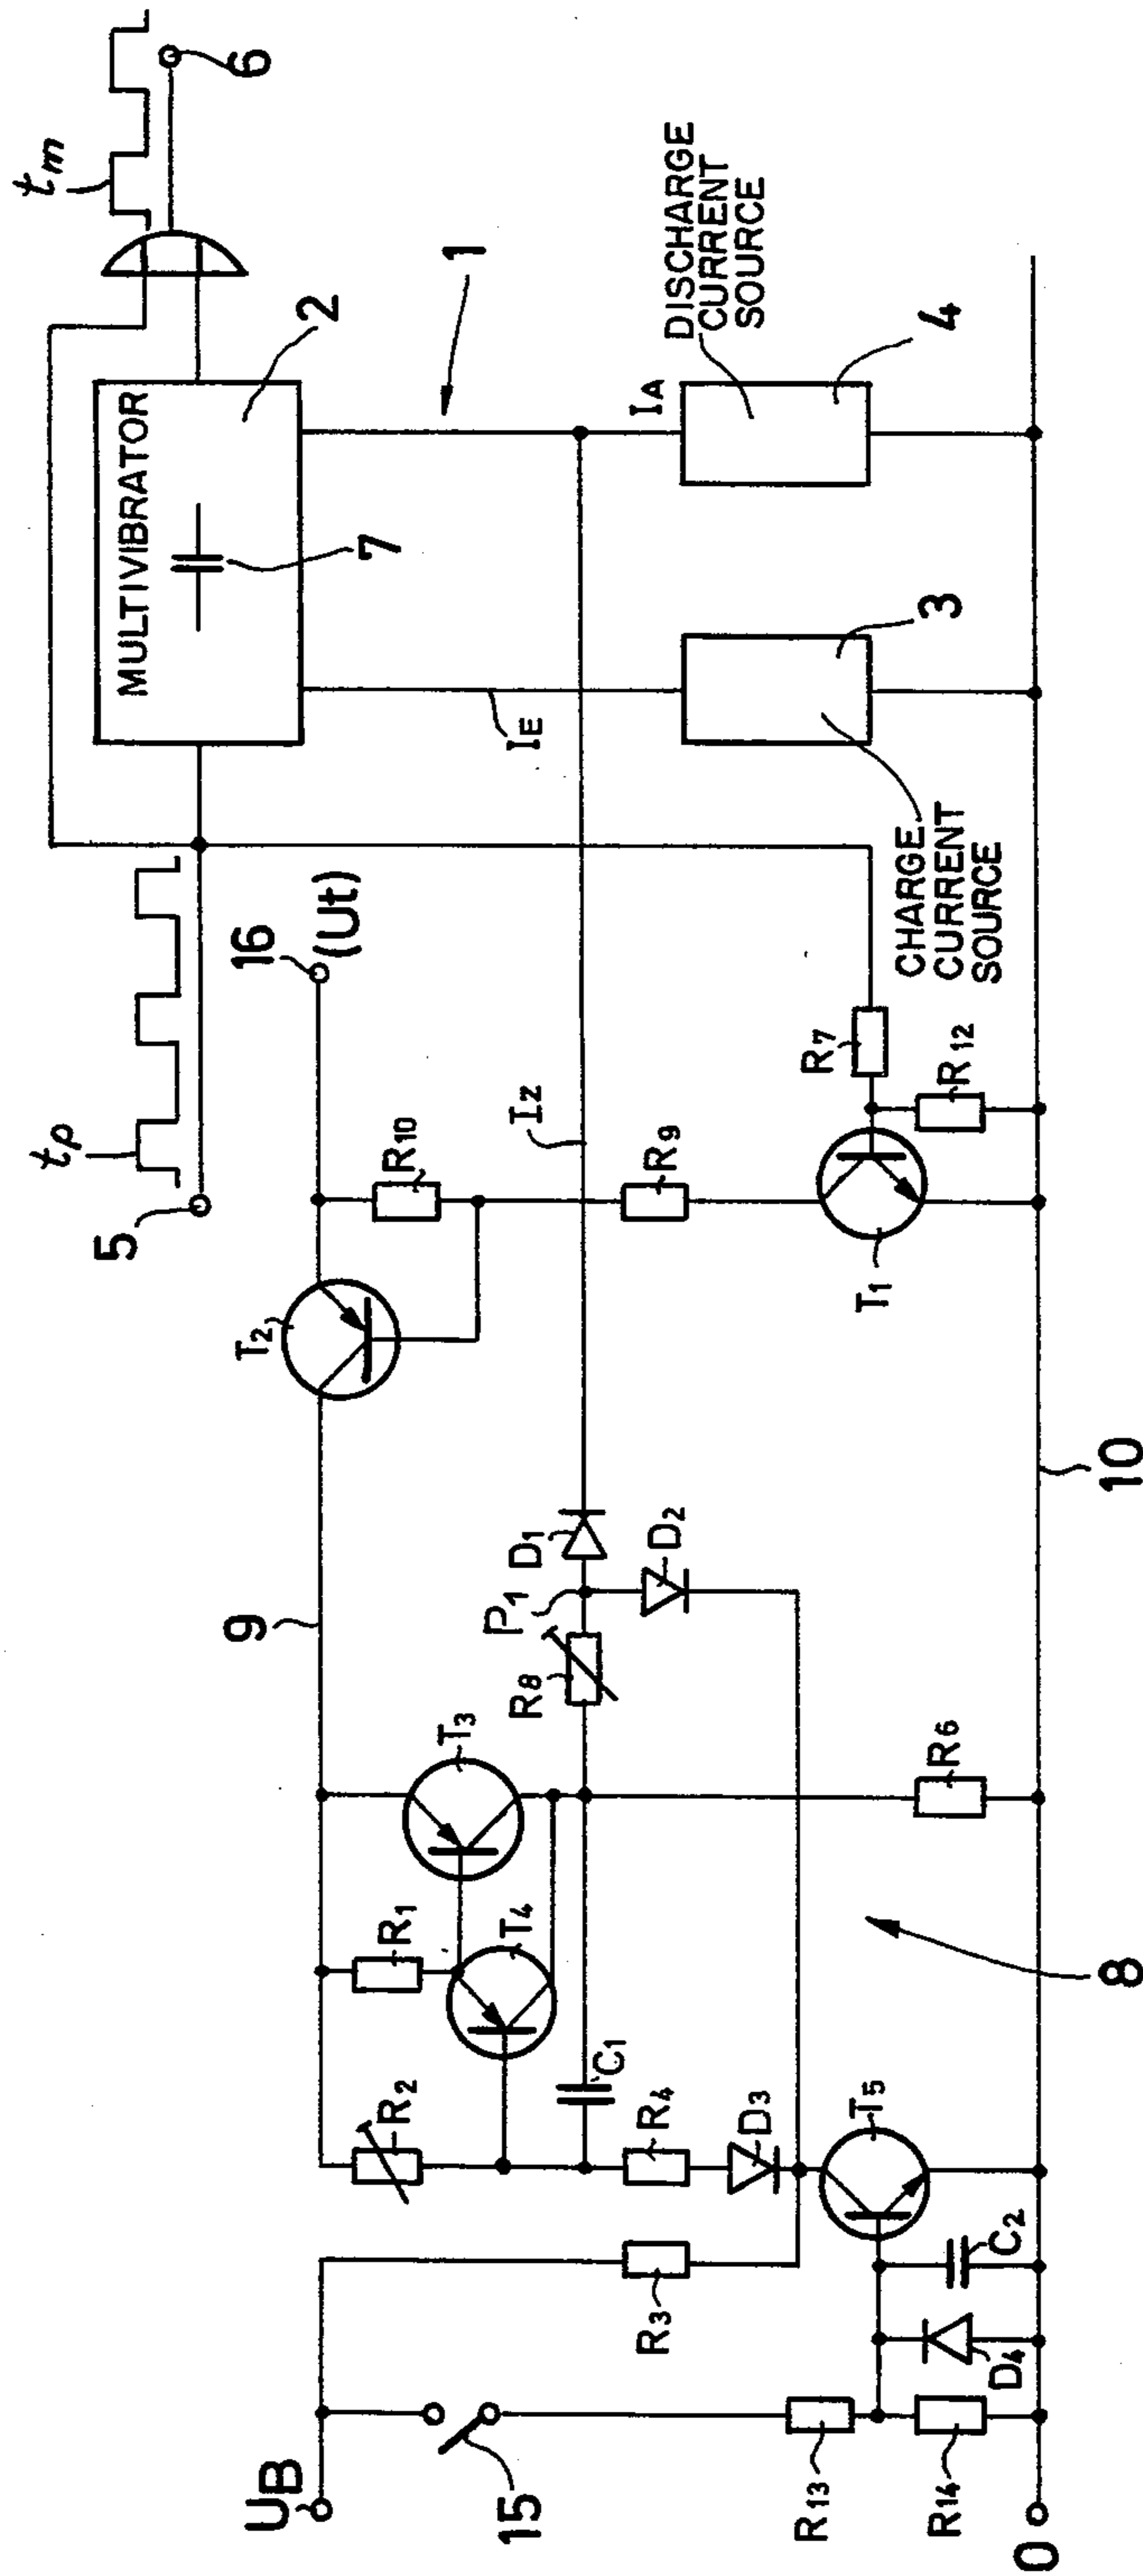 tp
tm
5
6
16
(Ut)
MULTIVIBRATOR
2
7
1
T2
R10
9
IE
IA
Iz
DISCHARGE
CURRENT
SOURCE
4
3
CHARGE
CURRENT
SOURCE
R9
R7
R12
T1
UB
15
R2
R1
T3
T4
R8
P1
D1
D2
C1
R4
D3
R3
R6
T5
R13
R14
D4
C2
8
10
0